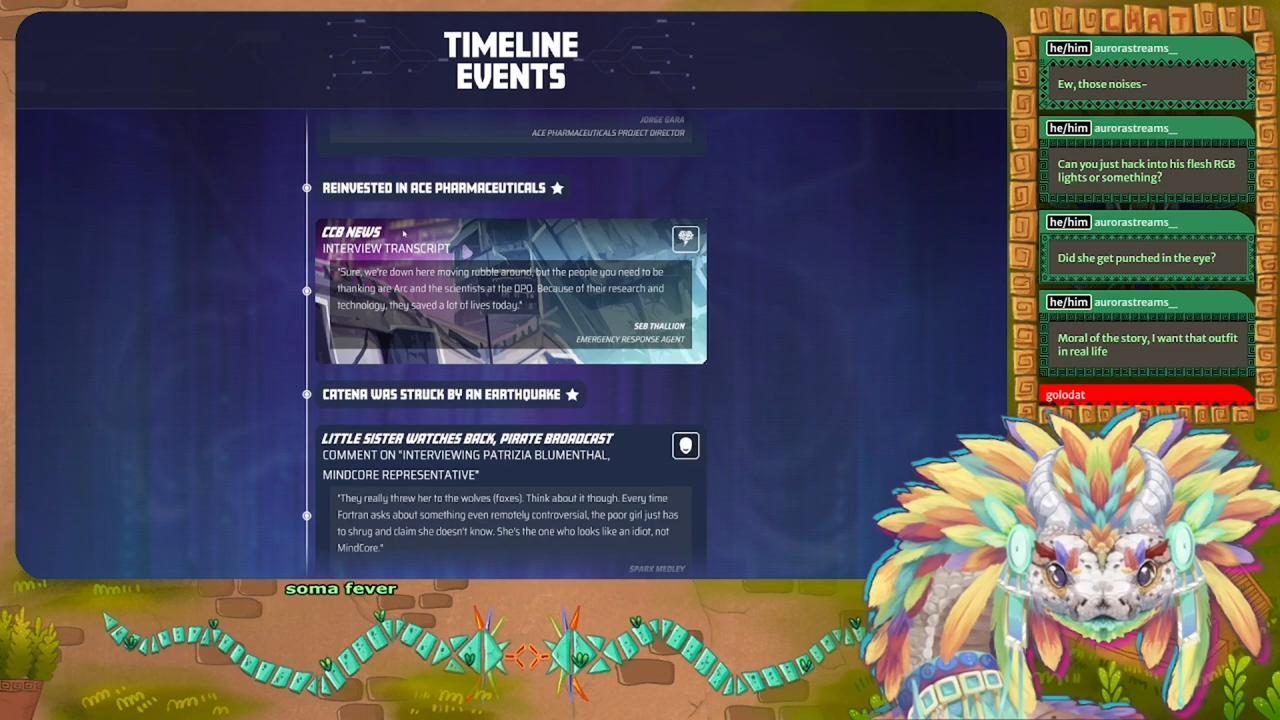 TIMELINE
EVENTS
JORGE GARA
ACE PHARMACEUTICALS PROJECT DIRECTOR
REINVESTED IN ACE PHARMACEUTICALS
CCB NEWS
INTERVIEW TRANSCRIPT
"Sure, we're down here moving rubble around, but the people you need to
be thanking are Arc and the scientists at the OPO. Because of their research and
technology, they saved a lot of lives today."
SEB THALLION
EMERGENCY RESPONSE AGENT
CATENA WAS STRUCK BY AN EARTHQUAKE
LITTLE SISTER WATCHES BACK, PIRATE BROADCAST
COMMENT ON "INTERVIEWING PATRIZIA BLUMENTHAL,
MINDCORE REPRESENTATIVE"
"They really threw her to the wolves (foxes). Think about it though. Every time
Fortran asks about something even remotely controversial, the poor girl just has
to shrug and claim she doesn't know. She's the one who looks like an idiot, not
MindCore."
SPARK MEDLEY
soma fever
CHAT
he/him aurorastreams__
Ew, those noises-
he/him aurorastreams__
Can you just hack into his flesh RGB
lights or something?
he/him aurorastreams__
Did she get punched in the eye?
he/him aurorastreams__
Moral of the story, I want that outfit
in real life
golodat